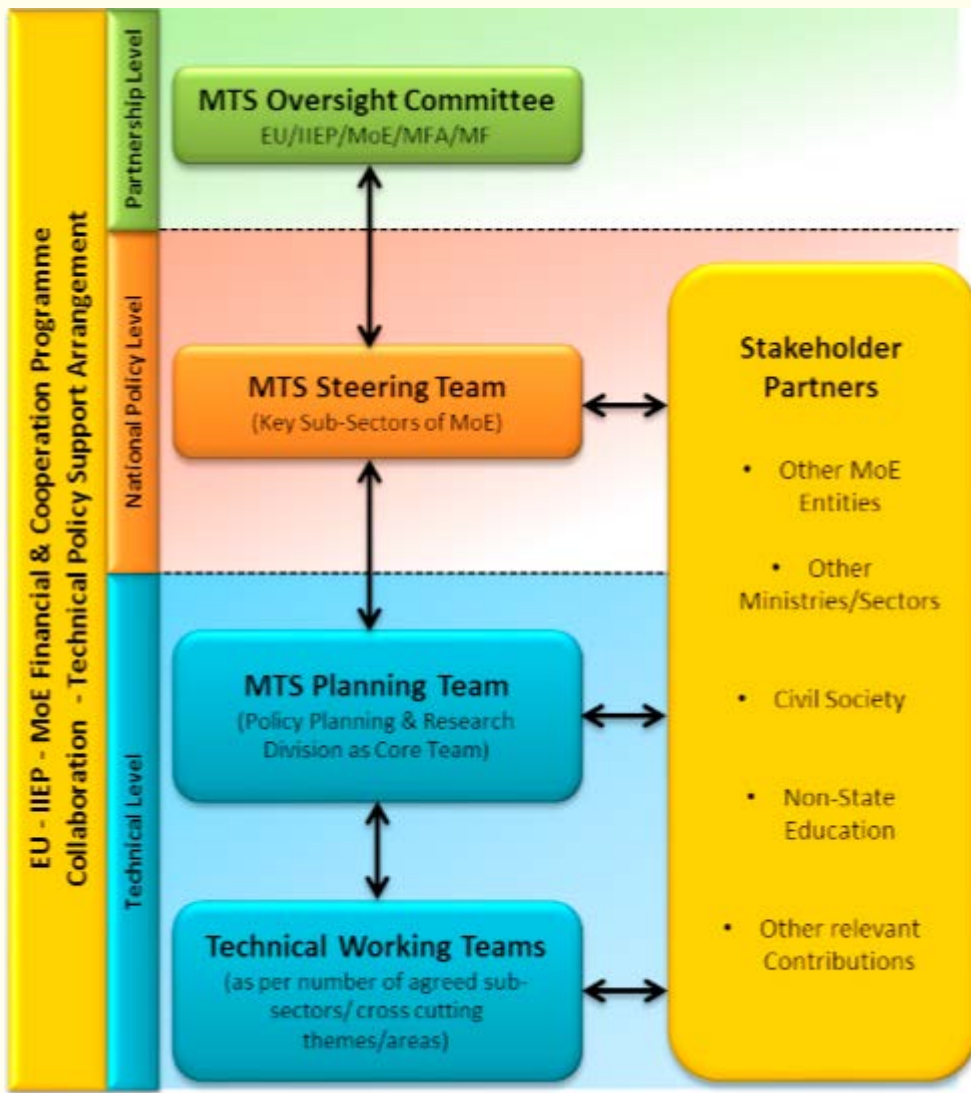 EU - IIEP - MoE Financial & Cooperation Programme
Collaboration - Technical Policy Support Arrangement
Partnership Level
MTS Oversight Committee
EU/IIEP/MoE/MFA/MF
National Policy Level
MTS Steering Team
(Key Sub-Sectors of MoE)
Technical Level
MTS Planning Team
(Policy Planning & Research
Division as Core Team)
Technical Working Teams
(as per number of agreed sub-
sectors/ cross cutting
themes/areas)
Stakeholder
Partners
• Other MoE
Entities
• Other
Ministries/Sectors
• Civil Society
• Non-State
Education
• Other relevant
Contributions